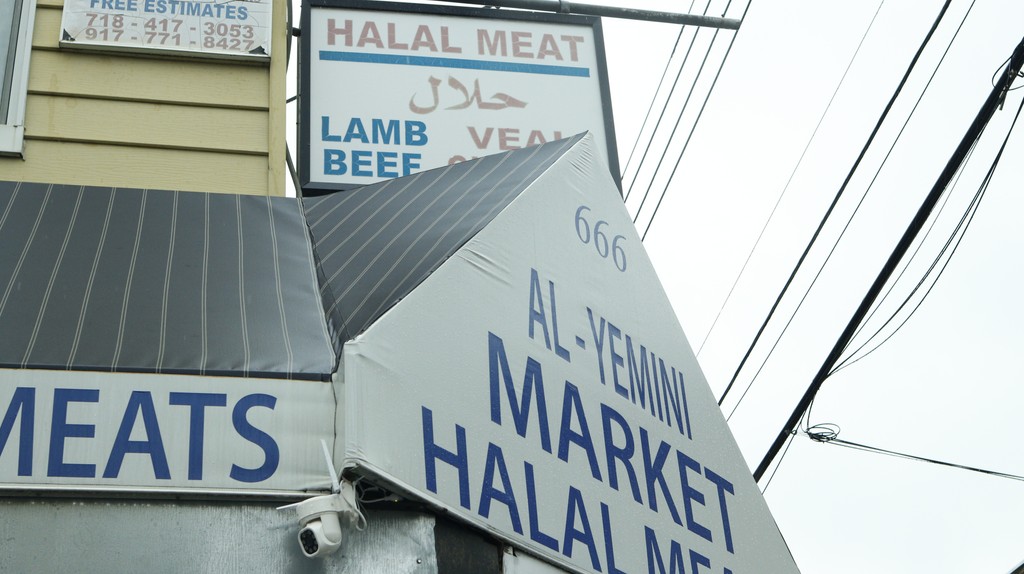 FREE ESTIMATES
718 - 417 - 3053
917 - 771 - 8427
HALAL MEAT
حلال
LAMB
BEEF
666
AL-YEMINI
MARKET
HALAL
MEATS